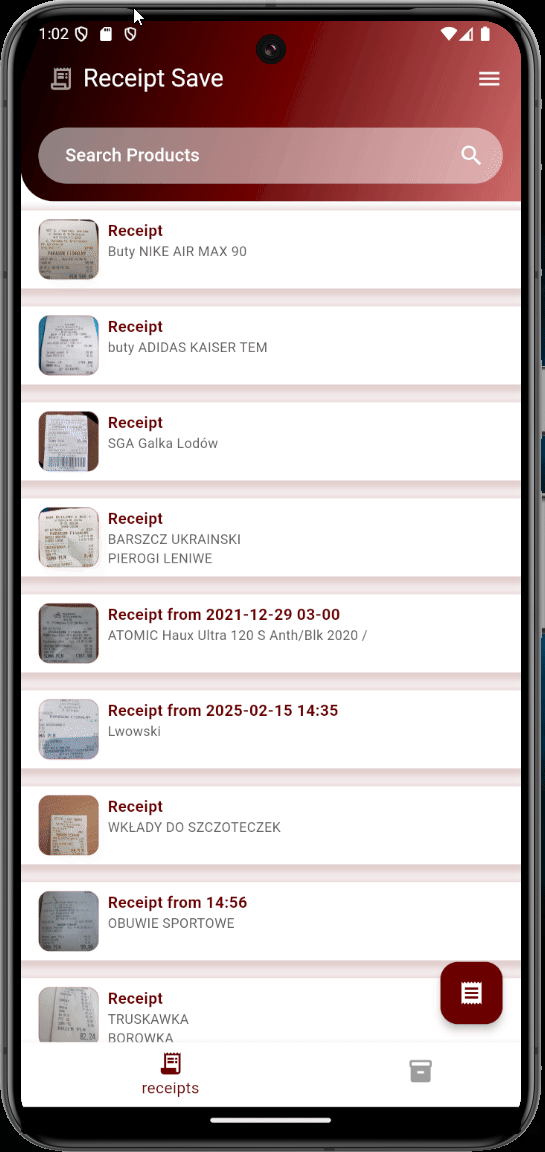 1:02
Receipt Save
Search Products
Receipt
Buty NIKE AIR MAX 90
Receipt
buty ADIDAS KAISER TEM
Receipt
SGA Galka Lodów
Receipt
BARSZCZ UKRAINSKI
PIEROGI LENIWE
Receipt from 2021-12-29 03-00
ATOMIC Haux Ultra 120 S Anth/Blk 2020 /
Receipt from 2025-02-15 14:35
Lwowski
Receipt
WKŁADY DO SZCZOTECZEK
Receipt from 14:56
OBUWIE SPORTOWE
Receipt
TRUSKAWKA
BOROWKA
82,24
receipts